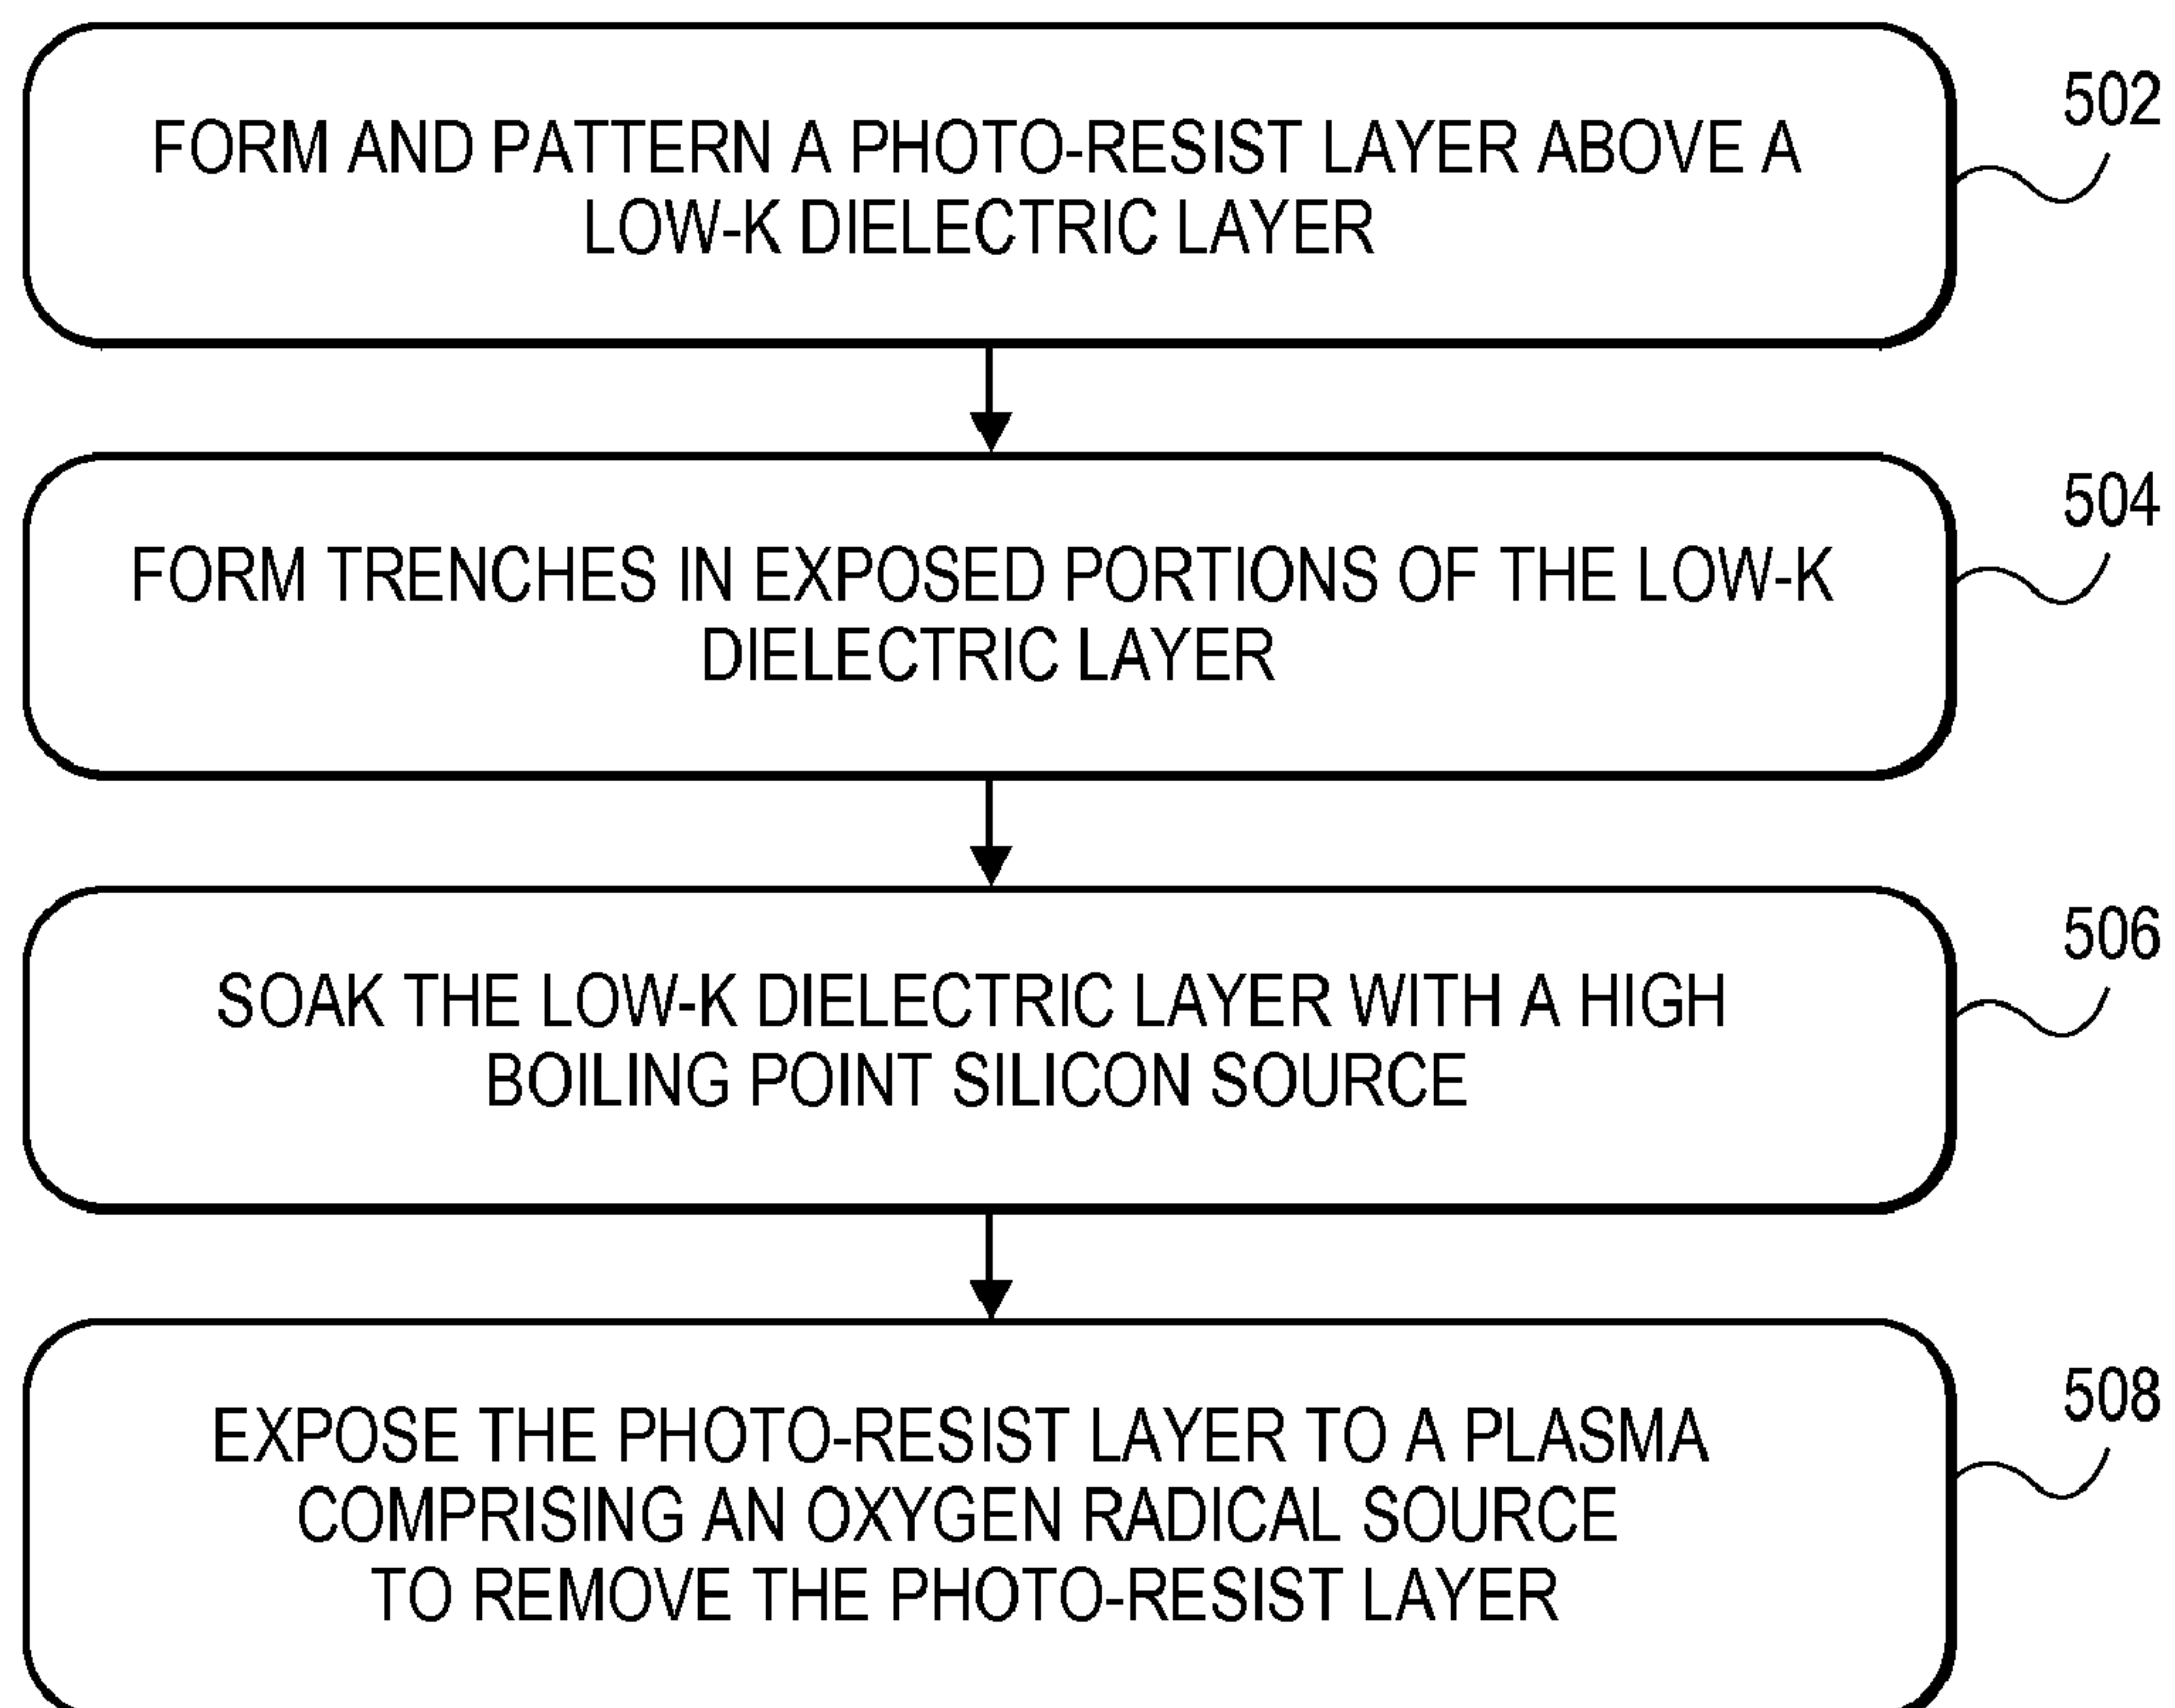 FORM AND PATTERN A PHOTO-RESIST LAYER ABOVE A
LOW-K DIELECTRIC LAYER
502
FORM TRENCHES IN EXPOSED PORTIONS OF THE LOW-K
DIELECTRIC LAYER
504
SOAK THE LOW-K DIELECTRIC LAYER WITH A HIGH
BOILING POINT SILICON SOURCE
506
EXPOSE THE PHOTO-RESIST LAYER TO A PLASMA
COMPRISING AN OXYGEN RADICAL SOURCE
TO REMOVE THE PHOTO-RESIST LAYER
508